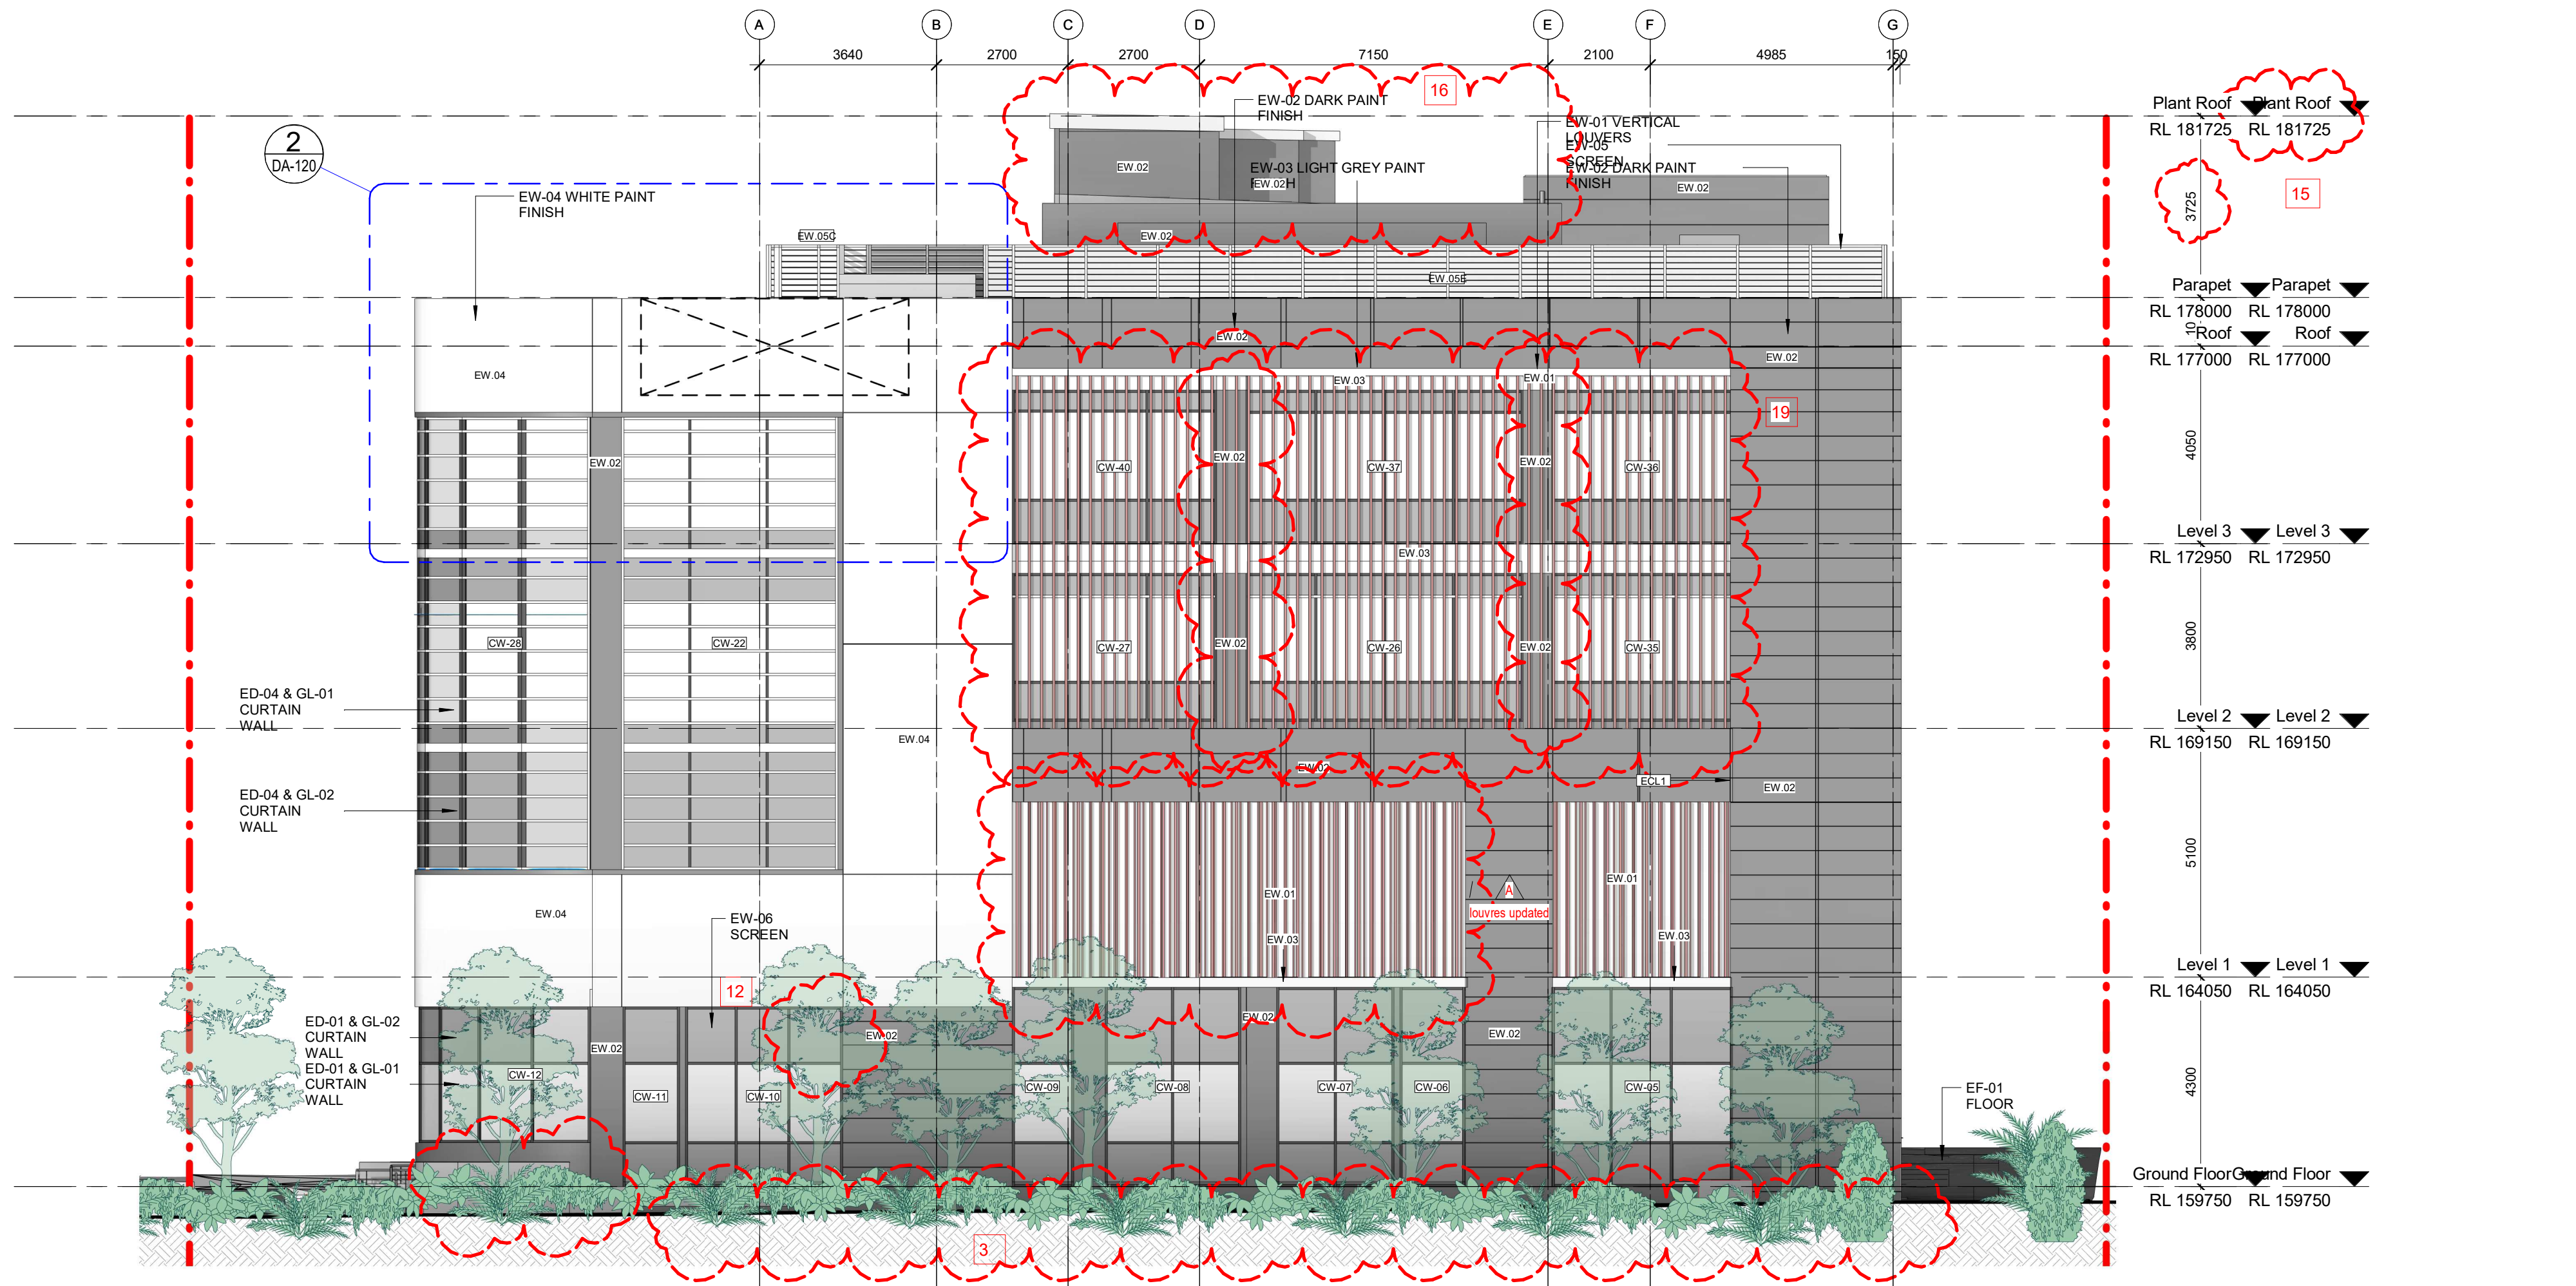 A
B
C
D
E
F
G
3640
2700
2700
7150
2100
4985
150
16
EW-02 DARK PAINT
FINISH
EW-01 VERTICAL
LOUVERS
EW-05
SCREEN
EW-02 DARK PAINT
FINISH
EW-03 LIGHT GREY PAINT
2
DA-120
EW-04 WHITE PAINT
FINISH
EW.02
EW.02
EW.02
EW.05C
EW.02
EW.05E
Plant Roof
Plant Roof
RL 181725
RL 181725
15
3725
Parapet
Parapet
RL 178000
RL 178000
10
Roof
Roof
RL 177000
RL 177000
EW.02
EW.02
EW.04
EW.03
EW.01
19
4050
EW.02
CW-40
EW.02
CW-37
EW.02
CW-36
Level 3
Level 3
RL 172950
RL 172950
EW.03
3800
CW-28
CW-22
CW-27
EW.02
CW-26
EW.02
CW-35
ED-04 & GL-01
CURTAIN
WALL
Level 2
Level 2
RL 169150
RL 169150
EW.04
EW.02
ECL1
EW.02
ED-04 & GL-02
CURTAIN
WALL
5100
EW.01
EW.01
A
louvres updated
EW.04
EW-06
SCREEN
EW.03
EW.03
Level 1
Level 1
RL 164050
RL 164050
12
ED-01 & GL-02
CURTAIN
WALL
ED-01 & GL-01
CURTAIN
WALL
EW.02
EW.02
EW.02
EW.02
CW-12
CW-11
CW-10
CW-09
CW-08
CW-07
CW-06
CW-05
4300
EF-01
FLOOR
Ground Floor
Ground Floor
RL 159750
RL 159750
3